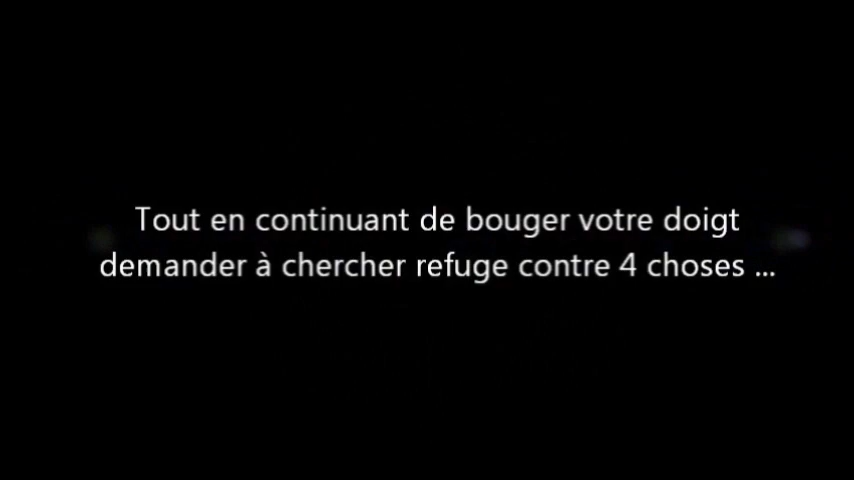 Tout en continuant de bouger votre doigt
demander à chercher refuge contre 4 choses ...